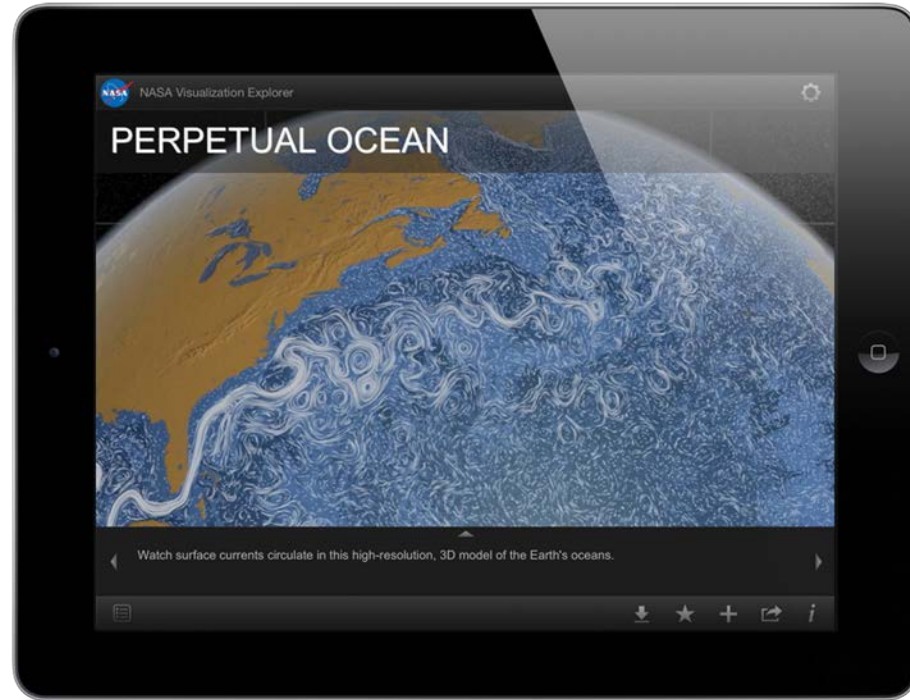 NASA
NASA Visualization Explorer
PERPETUAL OCEAN
Watch surface currents circulate in this high-resolution, 3D model of the Earth's oceans.
i